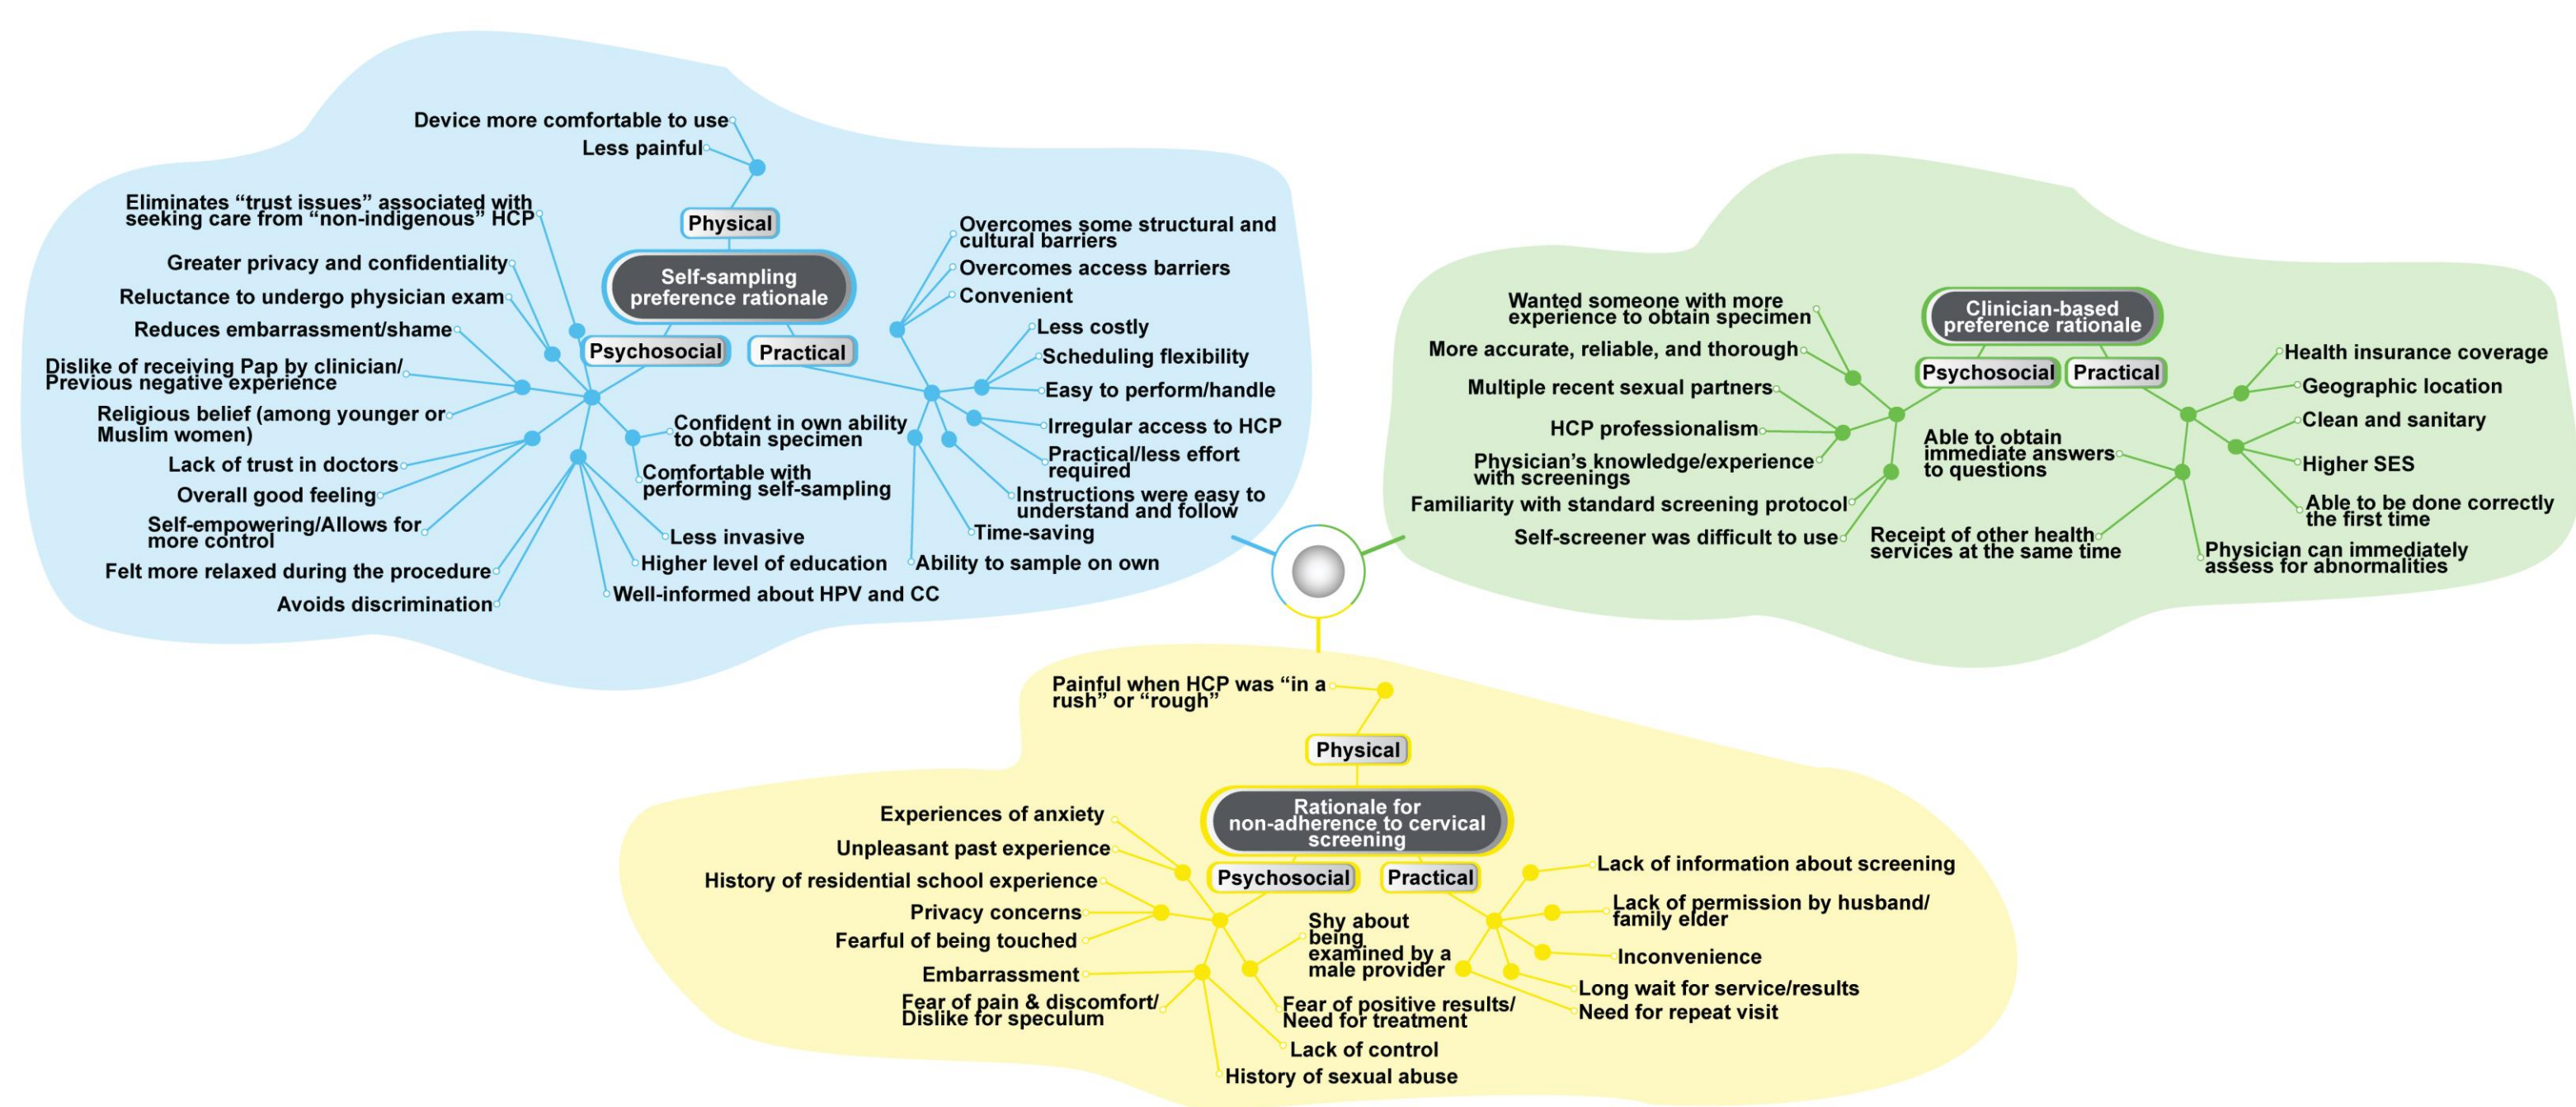 Device more comfortable to use
Less painful
Physical
Self-sampling
preference rationale
Psychosocial
Practical
Eliminates “trust issues” associated with
seeking care from “non-indigenous” HCP
Greater privacy and confidentiality
Reluctance to undergo physician exam
Reduces embarrassment/shame
Dislike of receiving Pap by clinician/
Previous negative experience
Religious belief (among younger or
Muslim women)
Lack of trust in doctors
Overall good feeling
Self-empowering/Allows for
more control
Felt more relaxed during the procedure
Avoids discrimination
Confident in own ability
to obtain specimen
Comfortable with
performing self-sampling
Less invasive
Higher level of education
Well-informed about HPV and CC
Overcomes some structural and
cultural barriers
Overcomes access barriers
Convenient
Less costly
Scheduling flexibility
Easy to perform/handle
Irregular access to HCP
Practical/less effort
required
Instructions were easy to
understand and follow
Time-saving
Ability to sample on own
Clinician-based
preference rationale
Psychosocial
Practical
Wanted someone with more
experience to obtain specimen
More accurate, reliable, and thorough
Multiple recent sexual partners
HCP professionalism
Physician’s knowledge/experience
with screenings
Familiarity with standard screening protocol
Self-screener was difficult to use
Able to obtain
immediate answers
to questions
Receipt of other health
services at the same time
Health insurance coverage
Geographic location
Clean and sanitary
Higher SES
Able to be done correctly
the first time
Physician can immediately
assess for abnormalities
Painful when HCP was “in a
rush” or “rough”
Physical
Rationale for
non-adherence to cervical
screening
Psychosocial
Practical
Experiences of anxiety
Unpleasant past experience
History of residential school experience
Privacy concerns
Fearful of being touched
Embarrassment
Fear of pain & discomfort/
Dislike for speculum
Shy about
being
examined by a
male provider
Fear of positive results/
Need for treatment
Lack of control
History of sexual abuse
Lack of information about screening
Lack of permission by husband/
family elder
Inconvenience
Long wait for service/results
Need for repeat visit